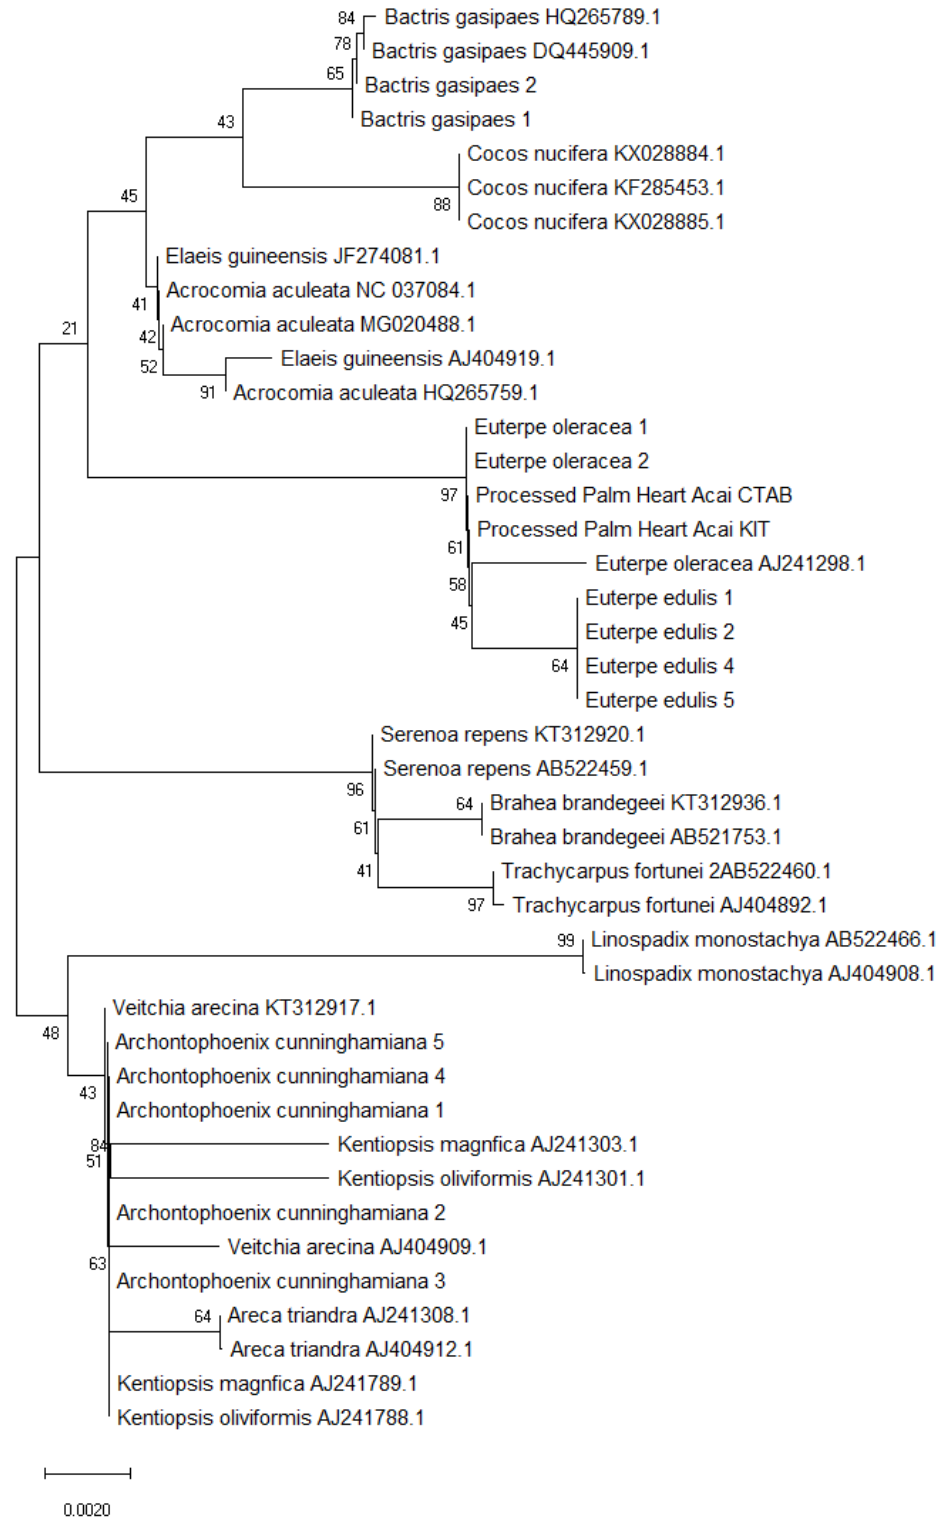 84
Bactris gasipaes HQ265789.1
78
Bactris gasipaes DQ445909.1
65
Bactris gasipaes 2
43
Bactris gasipaes 1
Cocos nucifera KX028884.1
Cocos nucifera KF285453.1
45
88
Cocos nucifera KX028885.1
Elaeis guineensis JF274081.1
Acrocomia aculeata NC 037084.1
41
21
42
Acrocomia aculeata MG020488.1
52
Elaeis guineensis AJ404919.1
91
Acrocomia aculeata HQ265759.1
Euterpe oleracea 1
Euterpe oleracea 2
97
Processed Palm Heart Acai CTAB
Processed Palm Heart Acai KIT
61
Euterpe oleracea AJ241298.1
58
Euterpe edulis 1
45
Euterpe edulis 2
64
Euterpe edulis 4
Euterpe edulis 5
Serenoa repens KT312920.1
Serenoa repens AB522459.1
96
64
Brahea brandegeei KT312936.1
61
Brahea brandegeei AB521753.1
41
Trachycarpus fortunei 2AB522460.1
97
Trachycarpus fortunei AJ404892.1
99
Linospadix monostachya AB522466.1
Linospadix monostachya AJ404908.1
Veitchia arecina KT312917.1
48
Archontophoenix cunninghamiana 5
Archontophoenix cunninghamiana 4
43
Archontophoenix cunninghamiana 1
84
Kentiopsis magnfica AJ241303.1
51
Kentiopsis oliviformis AJ241301.1
Archontophoenix cunninghamiana 2
Veitchia arecina AJ404909.1
63
Archontophoenix cunninghamiana 3
64
Areca triandra AJ241308.1
Areca triandra AJ404912.1
Kentiopsis magnfica AJ241789.1
Kentiopsis oliviformis AJ241788.1
0.0020